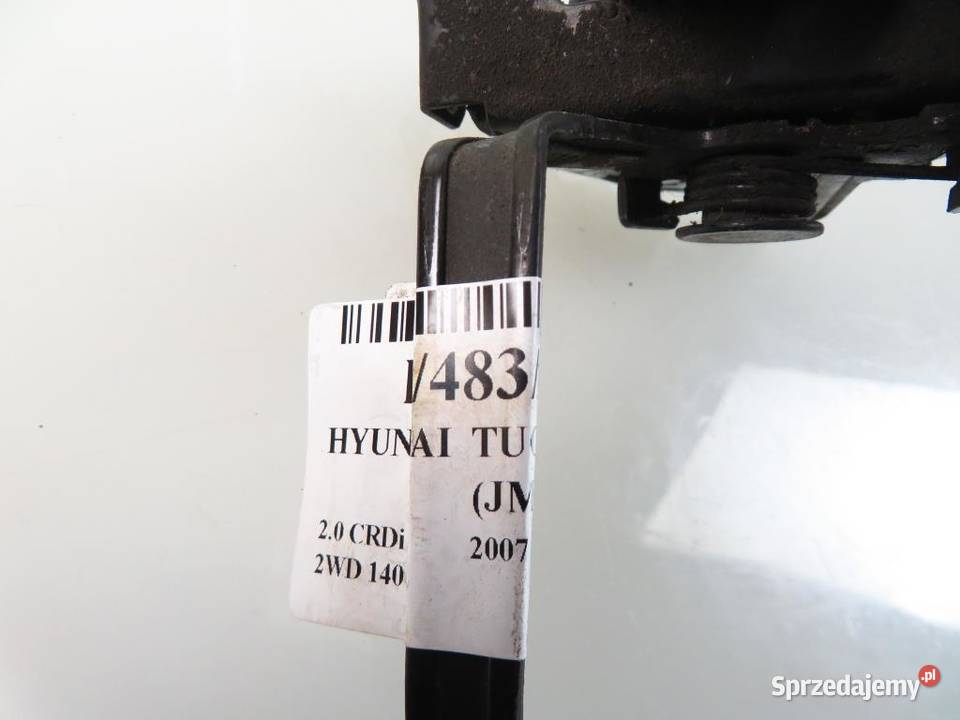 /483/
HYUNAI TUC
(JM
2.0 CRDi 2007
2WD 140
Sprzedajemy.pl